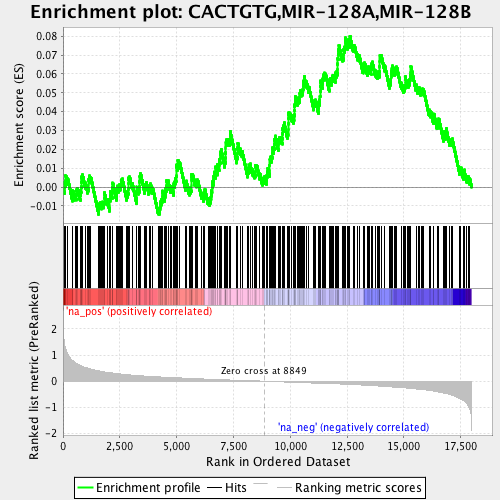 Enrichment plot: CACTGTG,MIR-128A,MIR-128B
Enrichment score (ES)
0.08
0.07
0.06
0.05
0.04
0.03
0.02
0.01
0.00
-0.01
'na_pos' (positively correlated)
Ranked list metric (PreRanked)
2
1
0
-1
-2
Zero cross at 8849
'na_neg' (negatively correlated)
0
2,500
5,000
7,500
10,000
12,500
15,000
17,500
Rank in Ordered Dataset
Enrichment profile
Hits
Ranking metric scores